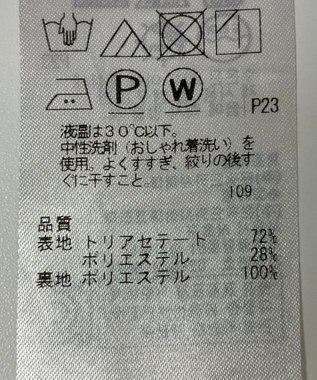 P W P23
液温は30℃以下。
中性洗剤（おしゃれ着洗い）を
使用。よくすすぎ、絞りの後す
ぐに干すこと。
109
品質
表地 トリアセテート 72%
ポリエステル 28%
裏地 ポリエステル 100%